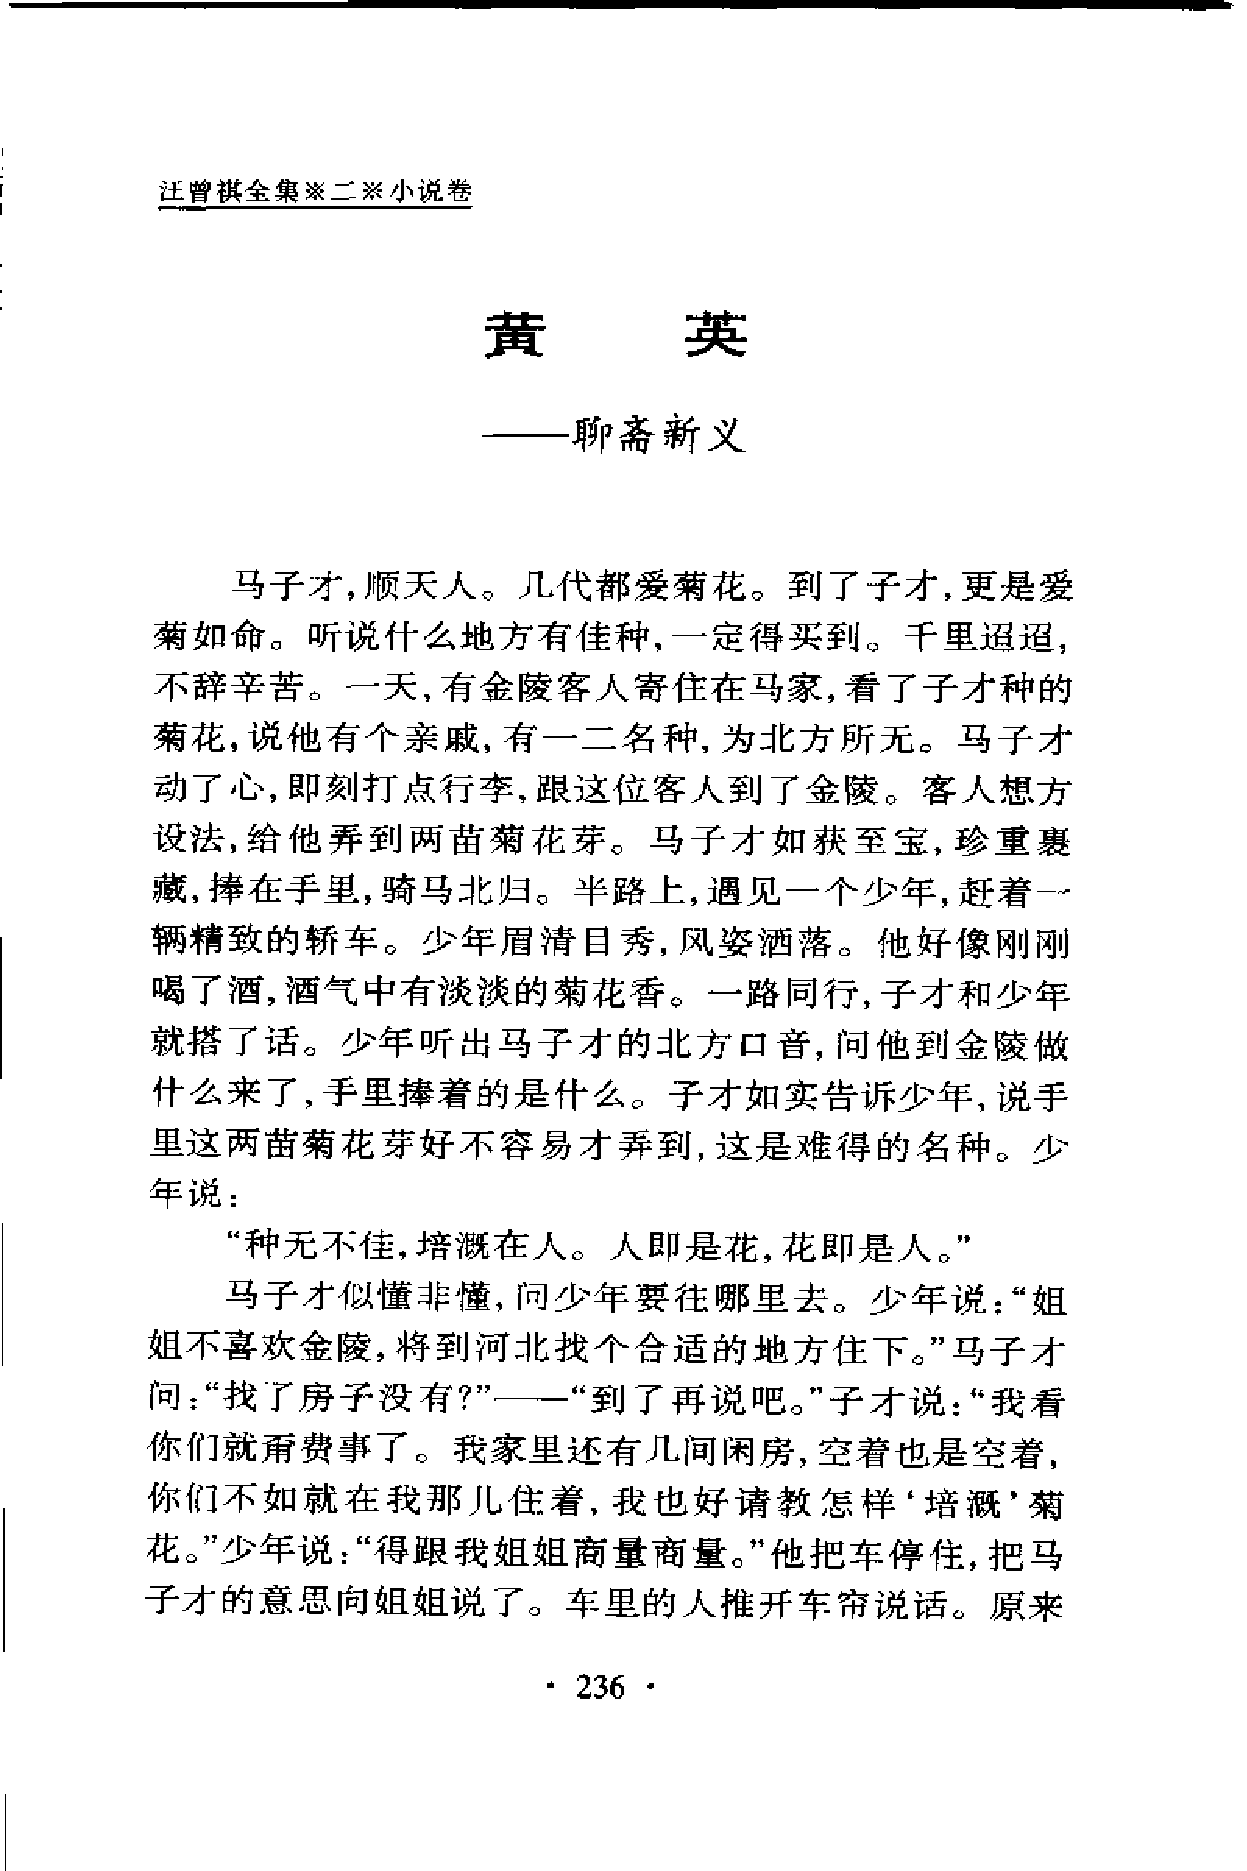 汪曾祺全集※二※小说卷
黄英
——聊斋新义
马子才,顺天人。几代都爱菊花。到了子才,更是爱
菊如命。听说什么地方有佳种,一定得买到。千里迢迢,
不辞辛苦。一天,有金陵客人寄住在马家,看了子才种的
菊花,说他有个亲戚,有一二名种,为北方所无。马子才
动了心,即刻打点行李,跟这位客人到了金陵。客人想方
设法,给他弄到两苗菊花芽。马子才如获至宝,珍重裹
藏,捧在手里,骑马北归。半路上,遇见一个少年,赶着一
辆精致的轿车。少年眉清目秀,风姿洒落。他好像刚刚
喝了酒,酒气中有淡淡的菊花香。一路同行,子才和少年
就搭了话。少年听出马子才的北方口音,问他到金陵做
什么来了,手里捧着的是什么。子才如实告诉少年,说手
里这两苗菊花芽好不容易才弄到,这是难得的名种。少
年说:
“种无不佳,培溉在人。人即是花,花即是人。”
马子才似懂非懂,问少年要往哪里去。少年说:“姐
姐不喜欢金陵,将到河北找个合适的地方住下。”马子才
问:“找了房子没有?”——“到了再说吧。”子才说:“我看
你们就甭费事了。我家里还有几间闲房,空着也是空着,
你们不如就在我那儿住着,我也好请教怎样‘培溉’菊
花。”少年说:“得跟我姐姐商量商量。”他把车停住,把马
子才的意思向姐姐说了。车里的人推开车帘说话。原来
· 236 ·